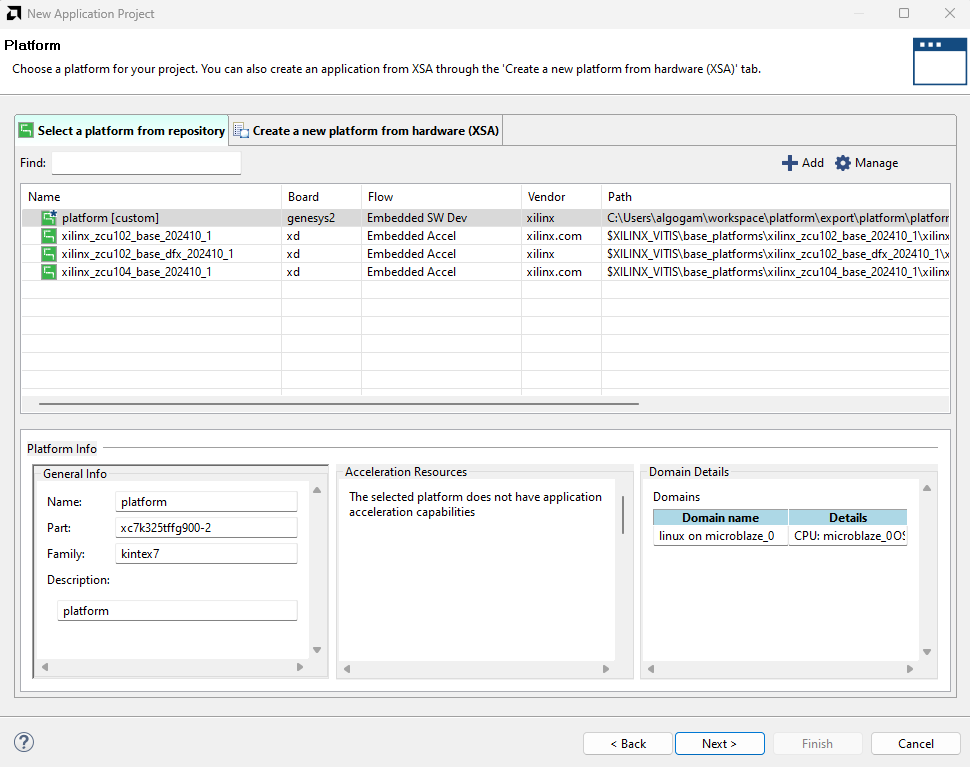 New Application Project
Platform
Choose a platform for your project. You can also create an application from XSA through the 'Create a new platform from hardware (XSA)' tab.
Select a platform from repository Create a new platform from hardware (XSA)
Find: Add Manage
Name Board Flow Vendor Path
platform [custom] genesys2 Embedded SW Dev xilinx C:\Users\algogam\workspace\platform\export\platform\platform
xilinx_zcu102_base_202410_1 xd Embedded Accel xilinx.com $XILINX_VITIS\base_platforms\xilinx_zcu102_base_202410_1\xilinx
xilinx_zcu102_base_dfx_202410_1 xd Embedded Accel xilinx $XILINX_VITIS\base_platforms\xilinx_zcu102_base_dfx_202410_1\x
xilinx_zcu104_base_202410_1 xd Embedded Accel xilinx.com $XILINX_VITIS\base_platforms\xilinx_zcu104_base_202410_1\xilinx
Platform Info
General Info
Name: platform
Part: xc7k325tffg900-2
Family: kintex7
Description:
platform
Acceleration Resources
The selected platform does not have application
acceleration capabilities
Domain Details
Domains
Domain name Details
linux on microblaze_0 CPU: microblaze_0OS
?
< Back Next > Finish Cancel